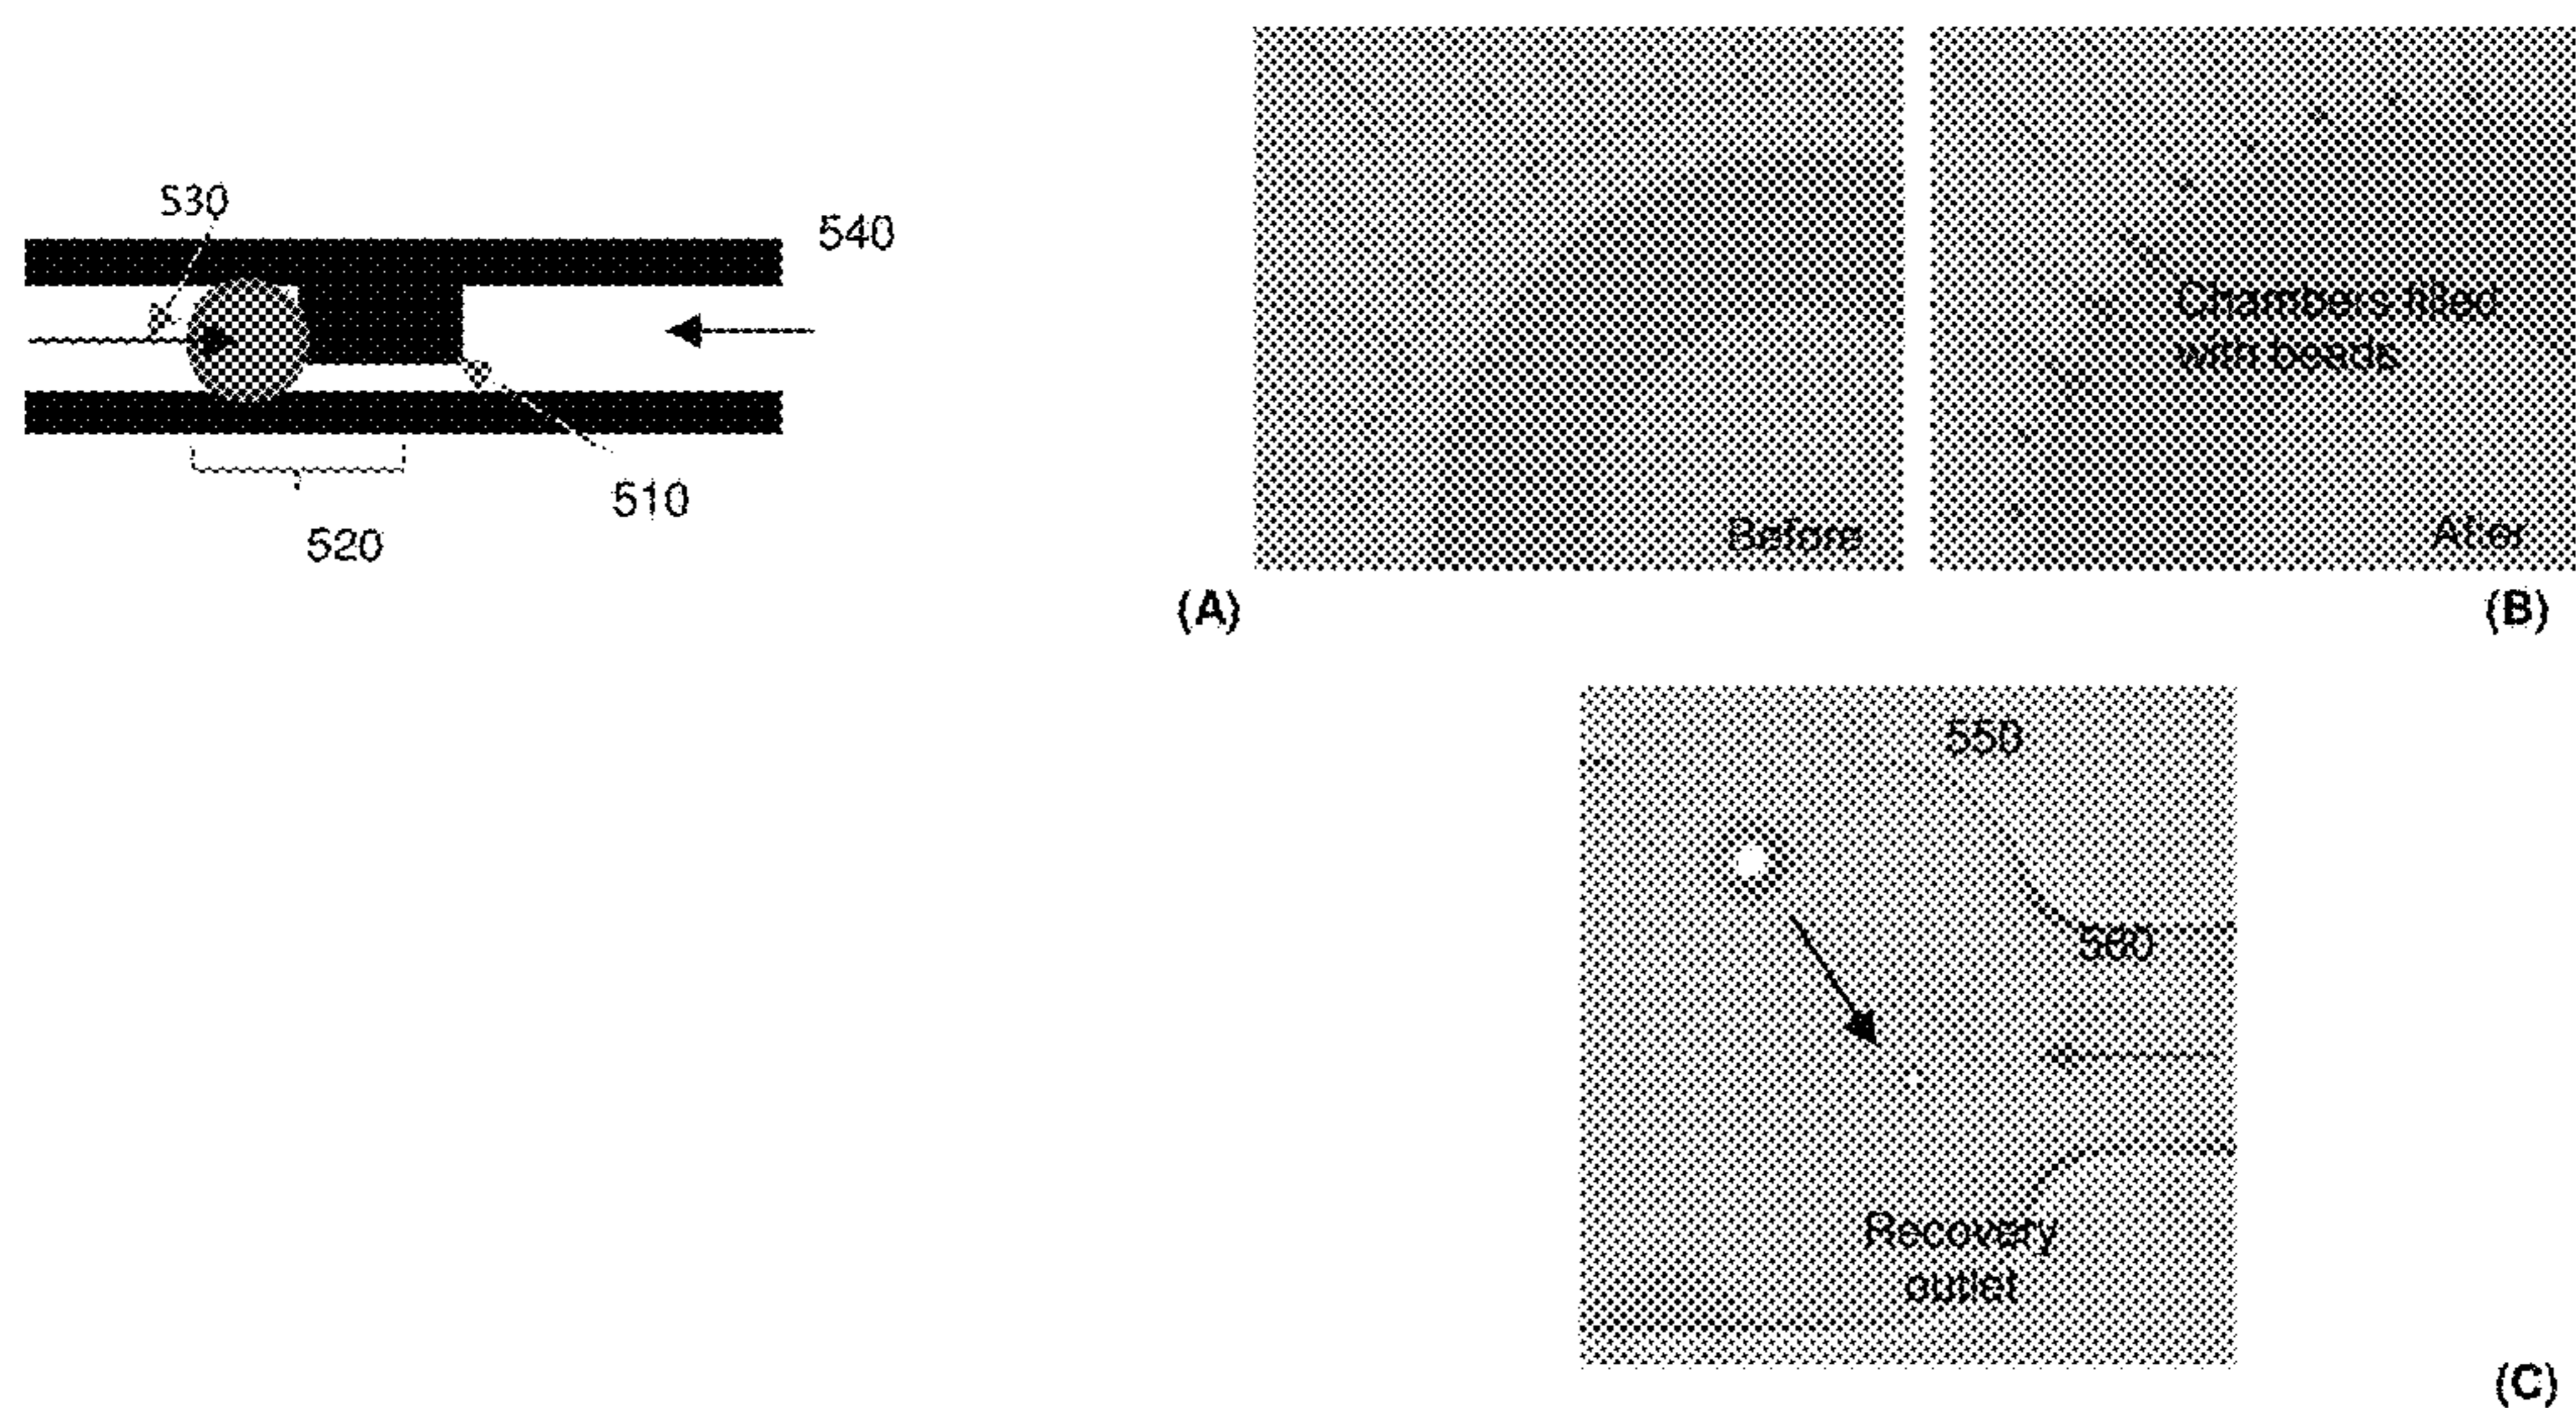 530
540
510
520
(A)
Before
Chambers filled
with beads
After
(B)
550
560
Recovery
outlet
(C)